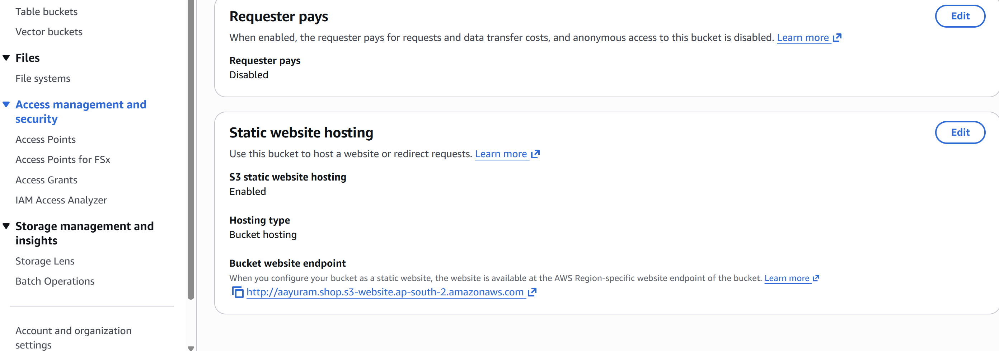 Table buckets
Vector buckets
Files
File systems
Access management and
security
Access Points
Access Points for FSx
Access Grants
IAM Access Analyzer
Storage management and
insights
Storage Lens
Batch Operations
Account and organization
settings
Requester pays
Edit
When enabled, the requester pays for requests and data transfer costs, and anonymous access to this bucket is disabled. Learn more
Requester pays
Disabled
Static website hosting
Edit
Use this bucket to host a website or redirect requests. Learn more
S3 static website hosting
Enabled
Hosting type
Bucket hosting
Bucket website endpoint
When you configure your bucket as a static website, the website is available at the AWS Region-specific website endpoint of the bucket. Learn more
http://aayuram.shop.s3-website.ap-south-2.amazonaws.com